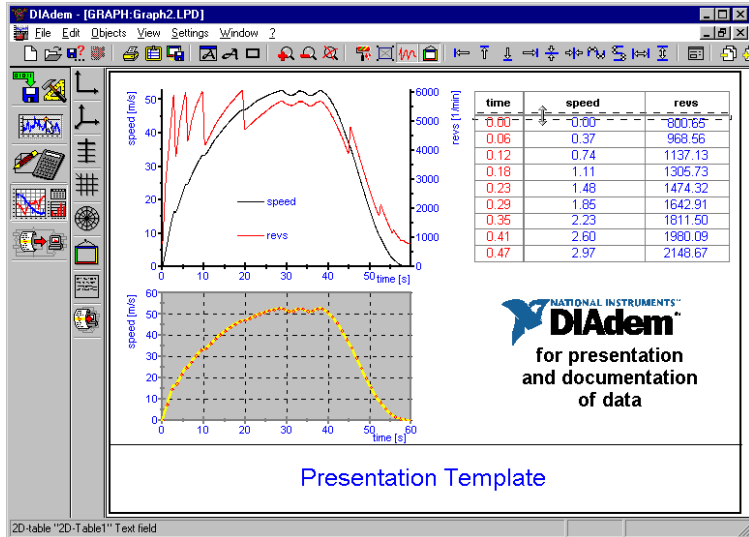 DIAdem - [GRAPH:Graph2.LPD]
File Edit Objects View Settings Window ?
speed [m/s]
50
40
30
20
10
0
6000
5000
4000
3000
2000
1000
0
revs [1/min]
speed
revs
0 10 20 30 40 50 time [s]
time speed revs
0.00 0.00 800.65
0.06 0.37 968.56
0.12 0.74 1137.13
0.18 1.11 1305.73
0.23 1.48 1474.32
0.29 1.85 1642.91
0.35 2.23 1811.50
0.41 2.60 1980.09
0.47 2.97 2148.67
speed [m/s]
60
50
40
30
20
10
0
0 10 20 30 40 50 60
time [s]
NATIONAL INSTRUMENTS™
DIAdem™
for presentation
and documentation
of data
Presentation Template
2D-table "2D-Table1" Text field